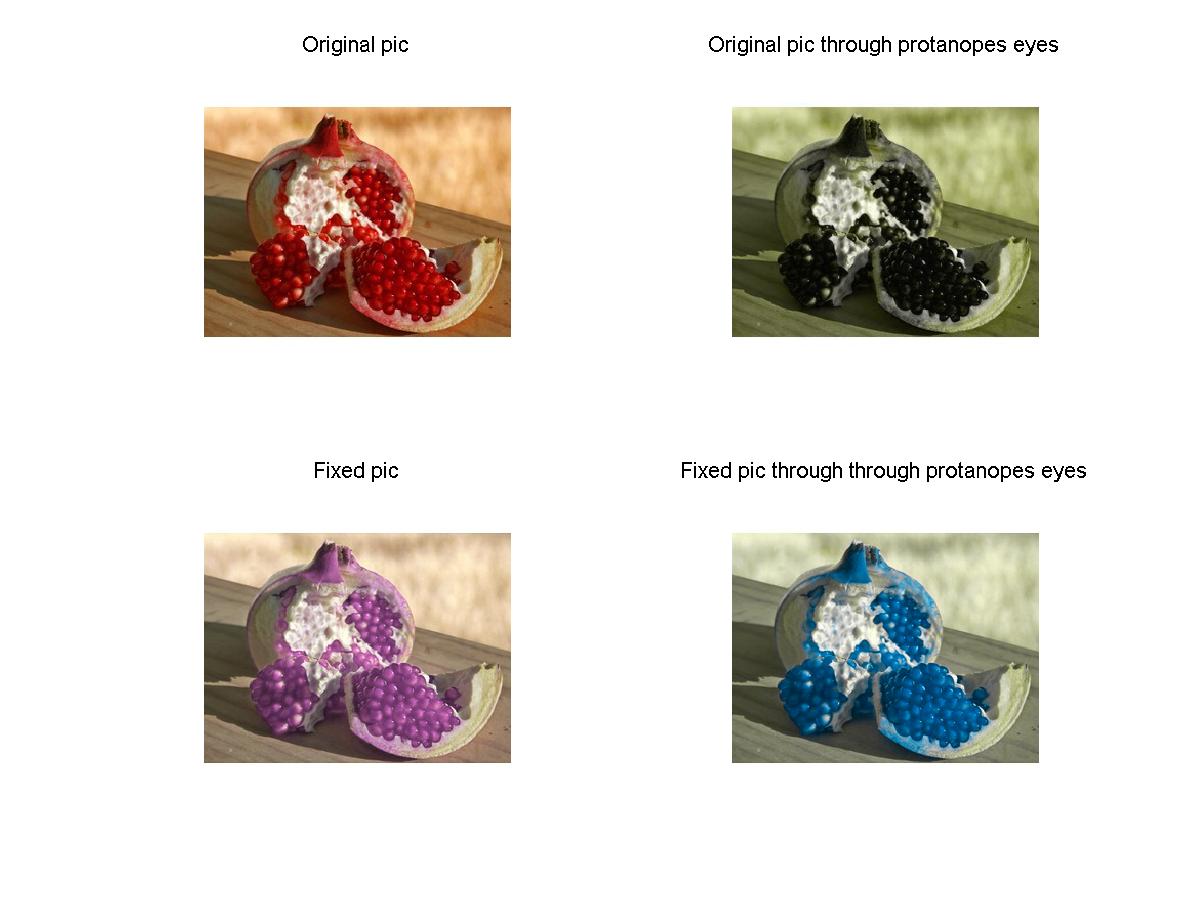 Original pic
Original pic through protanopes eyes
Fixed pic
Fixed pic through through protanopes eyes